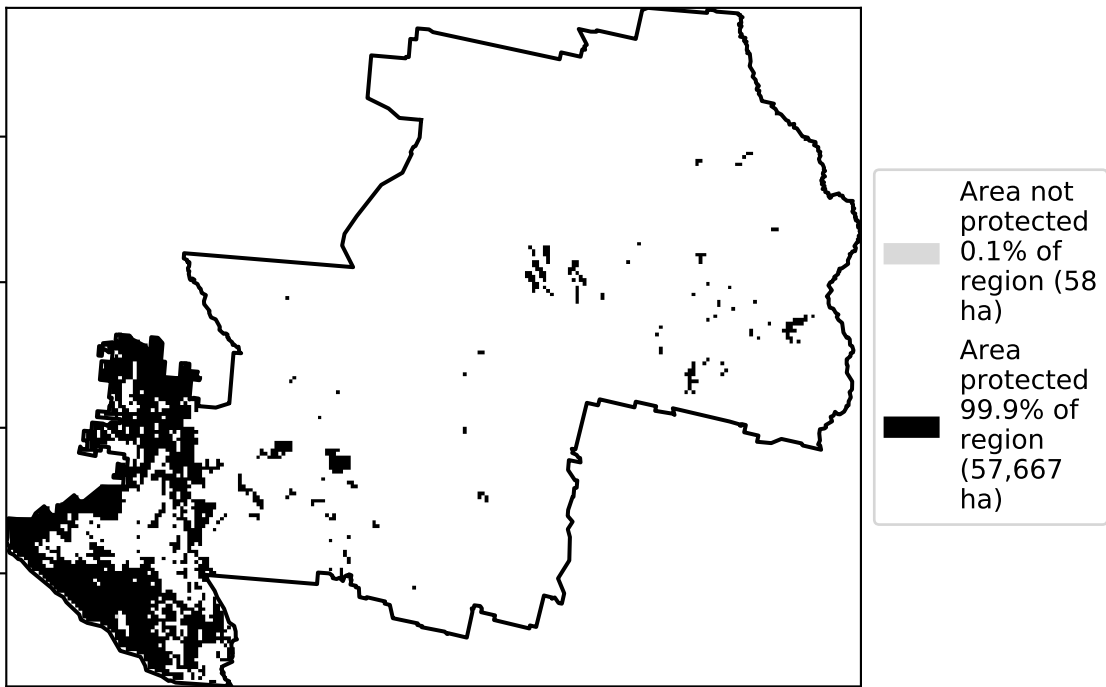 Area not
protected
0.1% of
region (58
ha)
Area
protected
99.9% of
region
(57,667
ha)